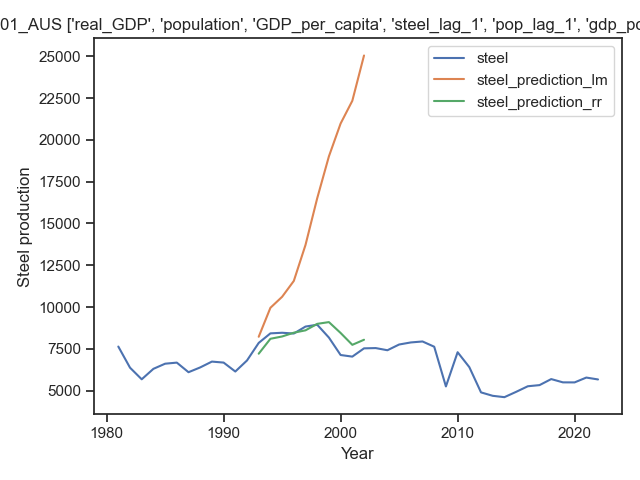 01_AUS ['real_GDP', 'population', 'GDP_per_capita', 'steel_lag_1', 'pop_lag_1', 'gdp_pc
steel
steel_prediction_lm
steel_prediction_rr
25000
22500
20000
17500
15000
12500
10000
7500
5000
Steel production
1980
1990
2000
2010
2020
Year